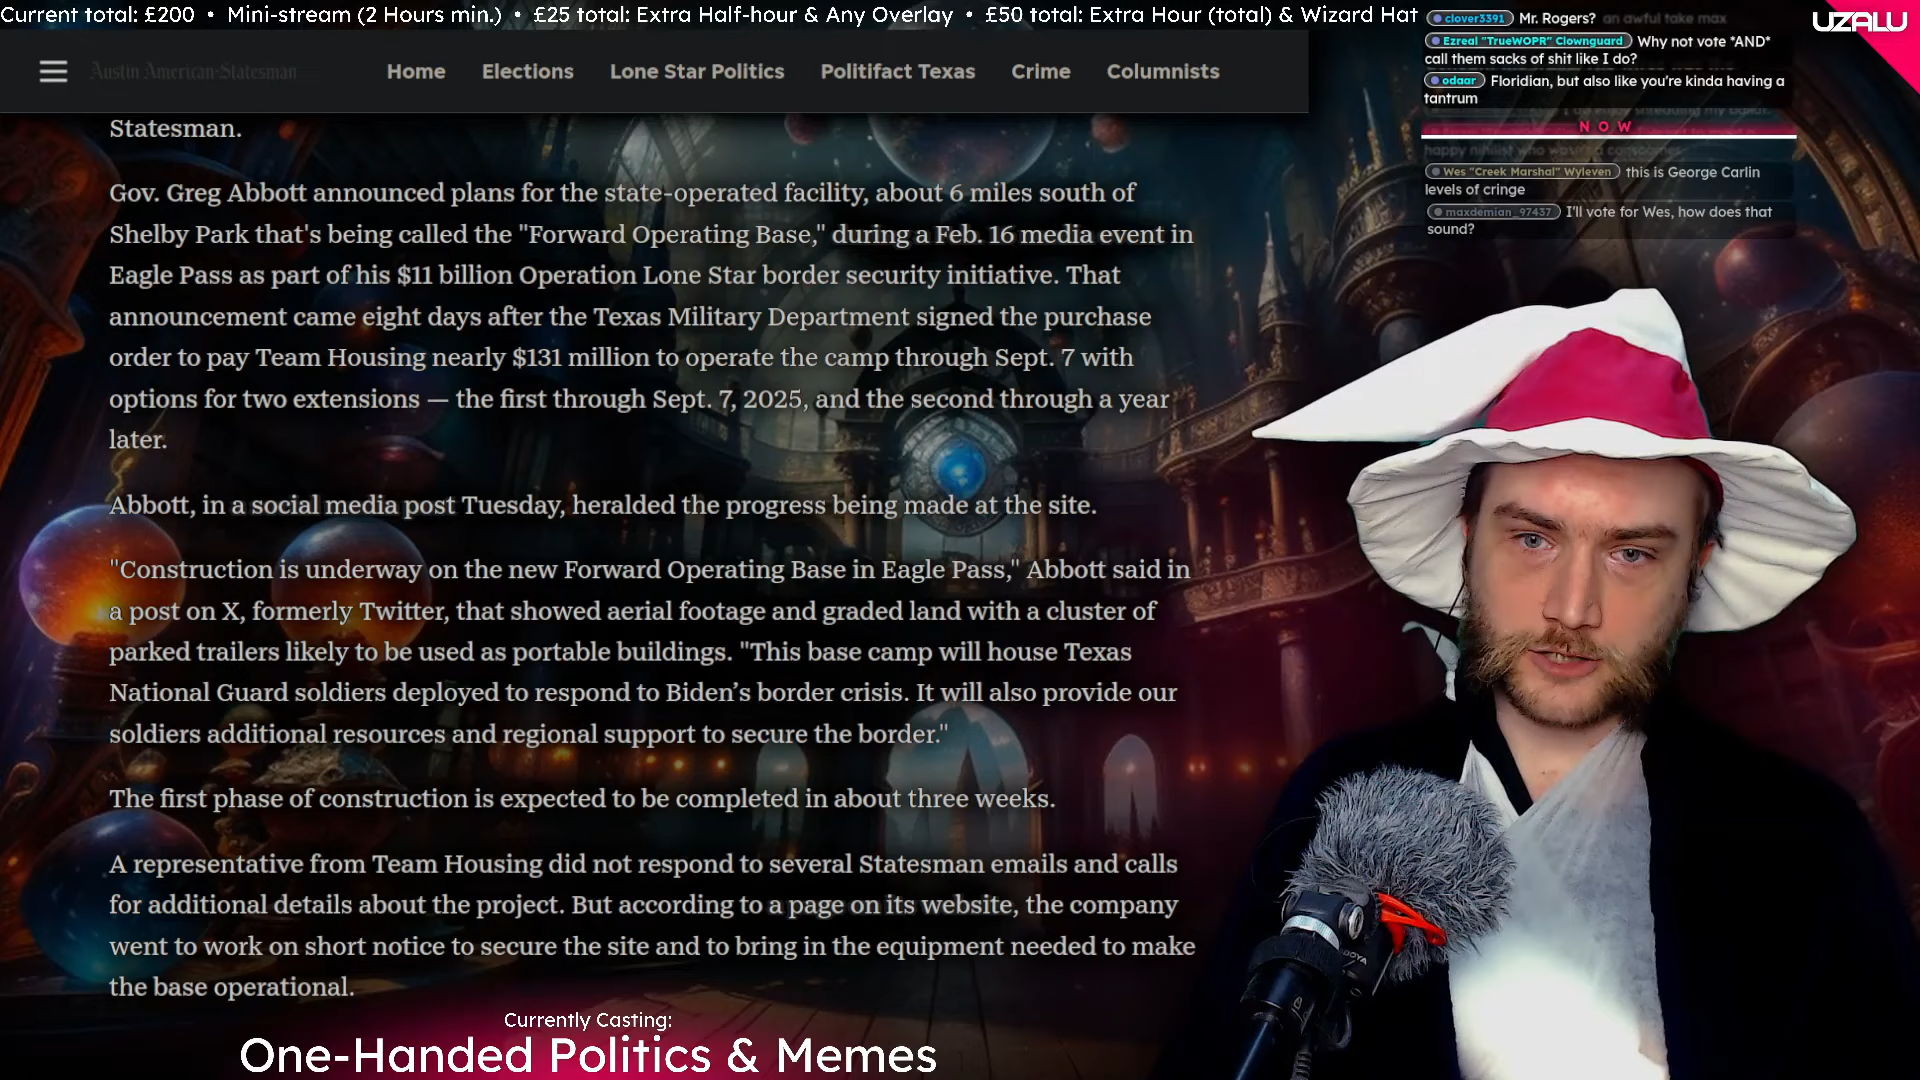 Current total: £200 • Mini-stream (2 Hours min.) • £25 total: Extra Half-hour & Any Overlay • £50 total: Extra Hour (total) & Wizard Hat
UZALU
clover3391 Mr. Rogers? an awful take max
Ezreal "TrueWOPR" Clownguard Why not vote *AND*
call them sacks of shit like I do?
odaar Floridian, but also like you're kinda having a
tantrum
NOW
Wes "Creek Marshal" Wyleven this is George Carlin
levels of cringe
maxdemian_97437 I'll vote for Wes, how does that
sound?
Austin American-Statesman
Home Elections Lone Star Politics Politifact Texas Crime Columnists
Statesman.
Gov. Greg Abbott announced plans for the state-operated facility, about 6 miles south of
Shelby Park that's being called the "Forward Operating Base," during a Feb. 16 media event in
Eagle Pass as part of his $11 billion Operation Lone Star border security initiative. That
announcement came eight days after the Texas Military Department signed the purchase
order to pay Team Housing nearly $131 million to operate the camp through Sept. 7 with
options for two extensions — the first through Sept. 7, 2025, and the second through a year
later.
Abbott, in a social media post Tuesday, heralded the progress being made at the site.
"Construction is underway on the new Forward Operating Base in Eagle Pass," Abbott said in
a post on X, formerly Twitter, that showed aerial footage and graded land with a cluster of
parked trailers likely to be used as portable buildings. "This base camp will house Texas
National Guard soldiers deployed to respond to Biden’s border crisis. It will also provide our
soldiers additional resources and regional support to secure the border."
The first phase of construction is expected to be completed in about three weeks.
A representative from Team Housing did not respond to several Statesman emails and calls
for additional details about the project. But according to a page on its website, the company
went to work on short notice to secure the site and to bring in the equipment needed to make
the base operational.
BOYA
Currently Casting:
One-Handed Politics & Memes